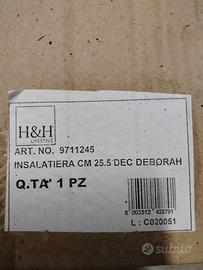 H&H
LIFESTYLE
ART. NO. 9711245
INSALATIERA CM 25.5 DEC DEBORAH
Q.TA' 1 PZ
8 003512 428791
L : C020051
subito